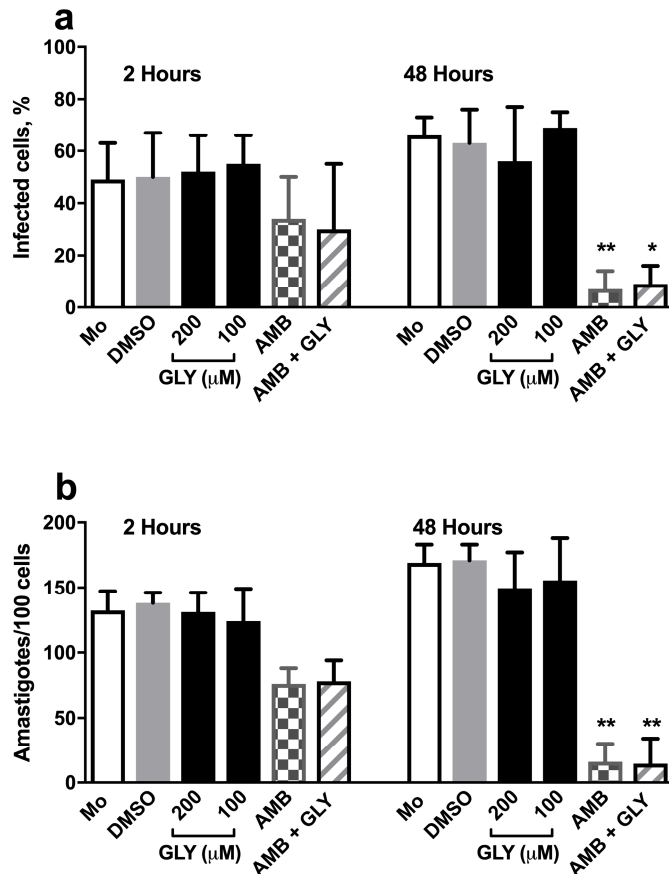 a
2 Hours
48 Hours
Infected cells, %
100
80
60
40
20
0
** *
Mo DMSO 200 100 AMB AMB + GLY Mo DMSO 200 100 AMB AMB + GLY
GLY (μM) GLY (μM)
b
2 Hours
48 Hours
Amastigotes/100 cells
200
150
100
50
0
** **
Mo DMSO 200 100 AMB AMB + GLY Mo DMSO 200 100 AMB AMB + GLY
GLY (μM) GLY (μM)